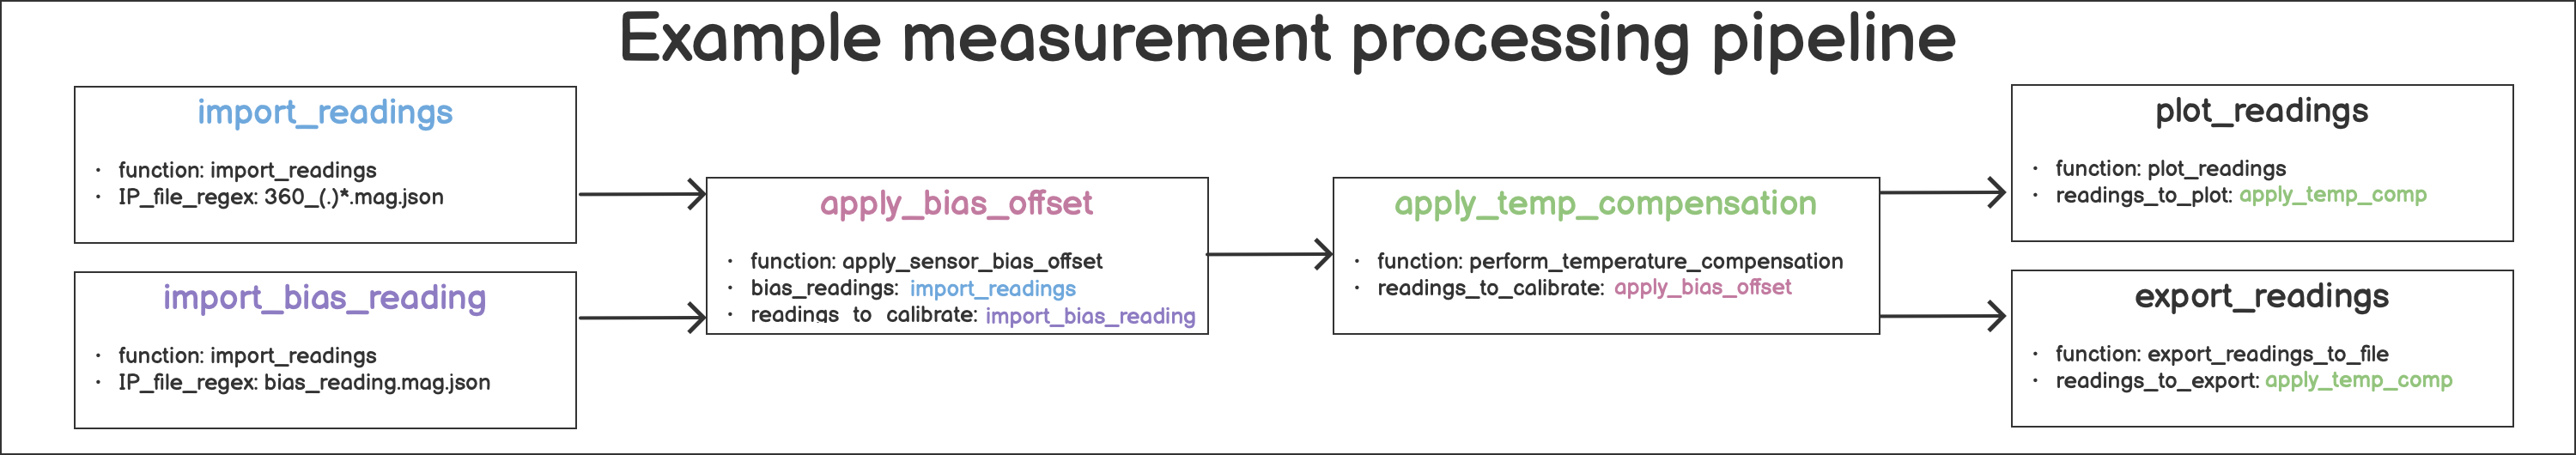 Example measurement processing pipeline
import_readings
· function: import_readings
· IP_file_regex: 360_(.)*.mag.json
import_bias_reading
· function: import_readings
· IP_file_regex: bias_reading.mag.json
apply_bias_offset
· function: apply_sensor_bias_offset
· bias_readings: import_readings
· readings_to_calibrate: import_bias_reading
apply_temp_compensation
· function: perform_temperature_compensation
· readings_to_calibrate: apply_bias_offset
plot_readings
· function: plot_readings
· readings_to_plot: apply_temp_comp
export_readings
· function: export_readings_to_file
· readings_to_export: apply_temp_comp